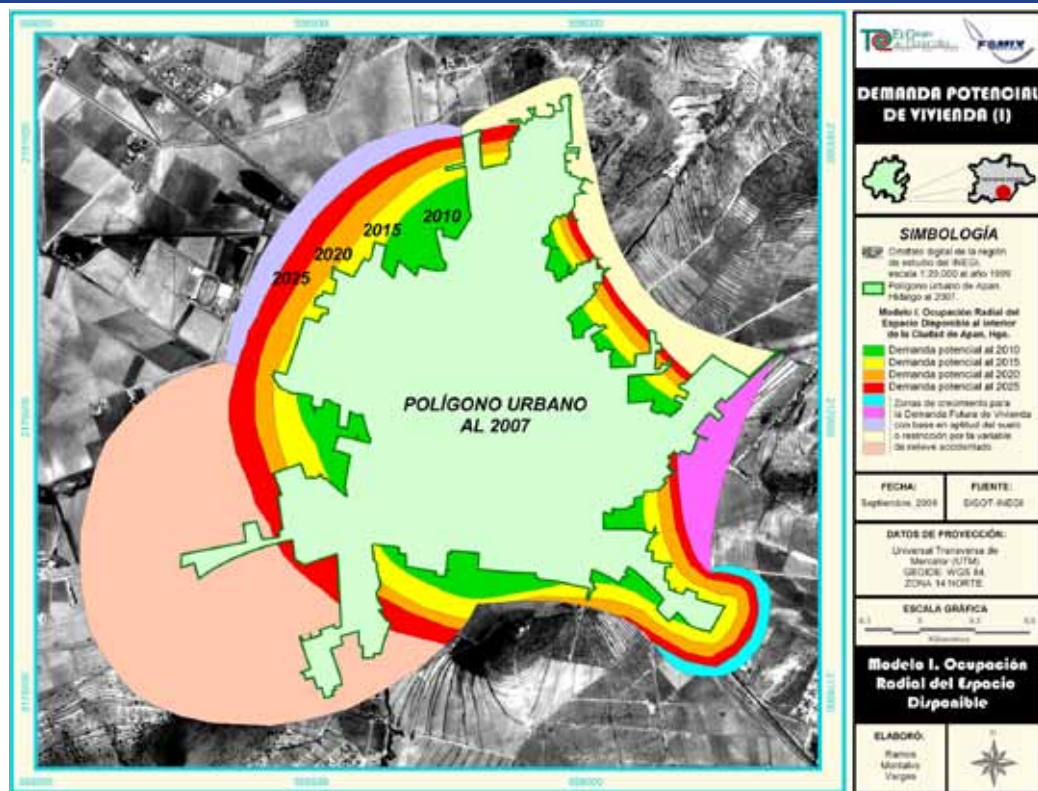 2010
2015
2020
2025
POLÍGONO URBANO
AL 2007
FOMIX
DEMANDA POTENCIAL
DE VIVIENDA (I)
SIMBOLOGÍA
Ortofoto digital de la región
de estudio del INEGI,
escala 1:20,000 al año 1999
Polígono urbano de Apan,
Hidalgo al 2007.
Modelo I. Ocupación Radial del
Espacio Disponible al interior
de la Ciudad de Apan, Hgo.
Demanda potencial al 2010
Demanda potencial al 2015
Demanda potencial al 2020
Demanda potencial al 2025
Zonas de crecimiento para
la Demanda Futura de Vivienda
con base en aptitud del suelo
o restricción por la variable
de relieve accidentado
FECHA:
Septiembre,
FUENTE:
INEGI
DATOS DE PROYECCIÓN:
Universal Transversa de
Mercator (UTM)
WGS 84,
ZONA 14 NORTE
ESCALA GRÁFICA
Kilómetros
Modelo I. Ocupación
Radial del Espacio
Disponible
ELABORÓ:
Ramos
Montalvo
Vargas